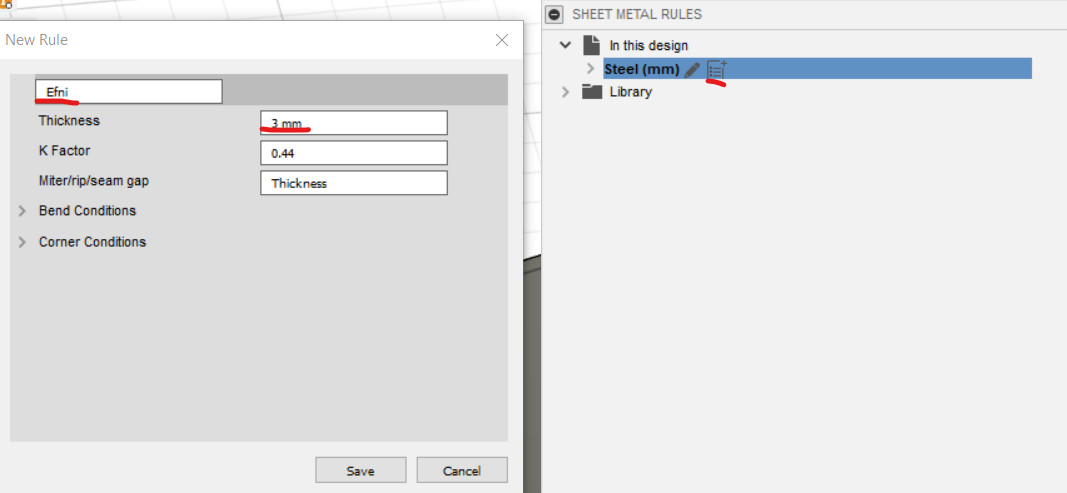 New Rule
Efni
Thickness
3 mm
K Factor
0.44
Miter/rip/seam gap
Thickness
Bend Conditions
Corner Conditions
Save
Cancel
SHEET METAL RULES
In this design
Steel (mm)
Library